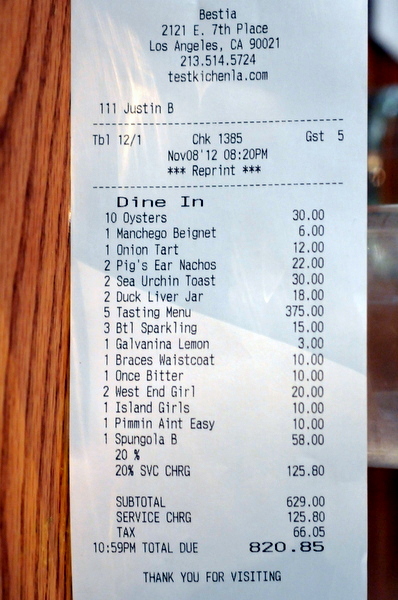 Bestia
2121 E. 7th Place
Los Angeles, CA 90021
213.514.5724
testkichenla.com
111 Justin B
Tbl 12/1 Chk 1385 Gst 5
Nov08'12 08:20PM
*** Reprint ***
Dine In
10 Oysters 30.00
1 Manchego Beignet 6.00
1 Onion Tart 12.00
2 Pig's Ear Nachos 22.00
2 Sea Urchin Toast 30.00
2 Duck Liver Jar 18.00
5 Tasting Menu 375.00
3 Btl Sparkling 15.00
1 Galvanina Lemon 3.00
1 Braces Waistcoat 10.00
1 Once Bitter 10.00
2 West End Girl 20.00
1 Island Girls 10.00
1 Pimmin Aint Easy 10.00
1 Spungola B 58.00
20 %
20% SVC CHRG 125.80
SUBTOTAL 629.00
SERVICE CHRG 125.80
TAX 66.05
10:59PM TOTAL DUE 820.85
THANK YOU FOR VISITING